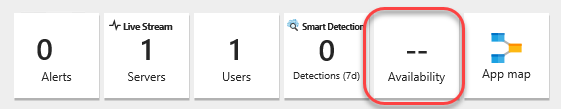 0
Alerts
Live Stream
1
Servers
1
Users
Smart Detection
0
Detections (7d)
--
Availability
App map